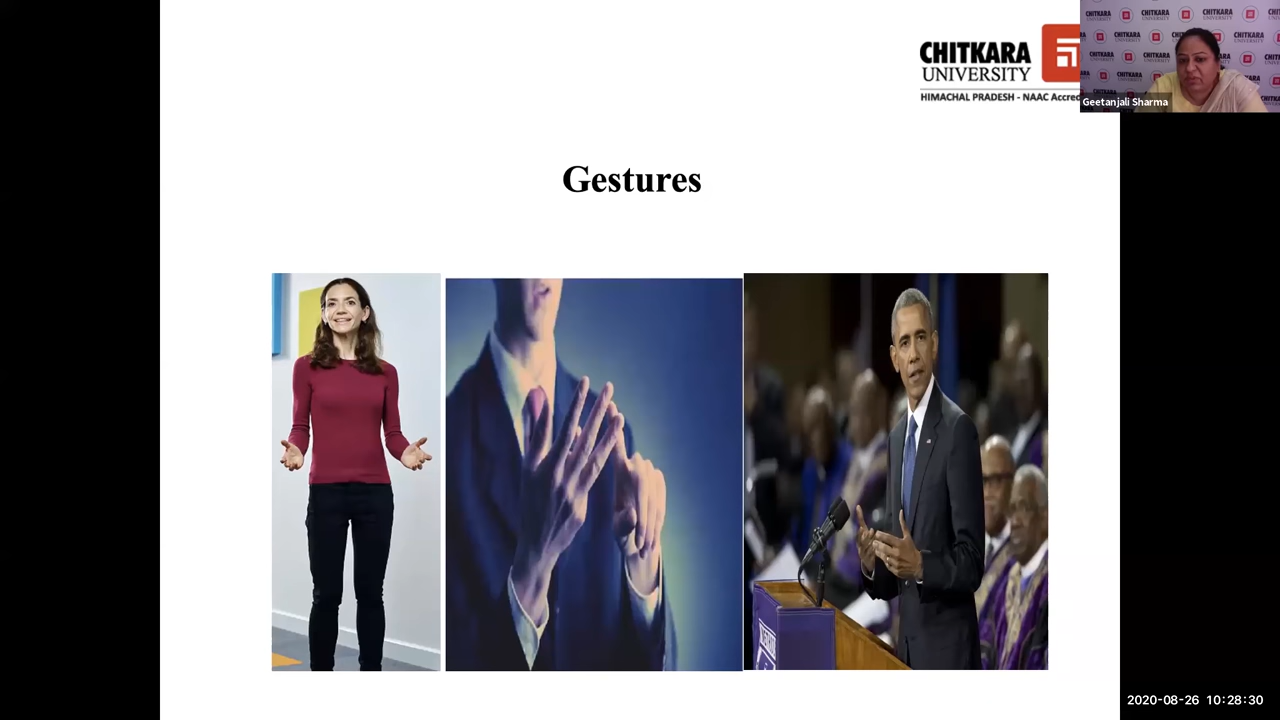 CHITKARA
UNIVERSITY
HIMACHAL PRADESH - NAAC Accred
Geetanjali Sharma
Gestures
2020-08-26 10:28:30